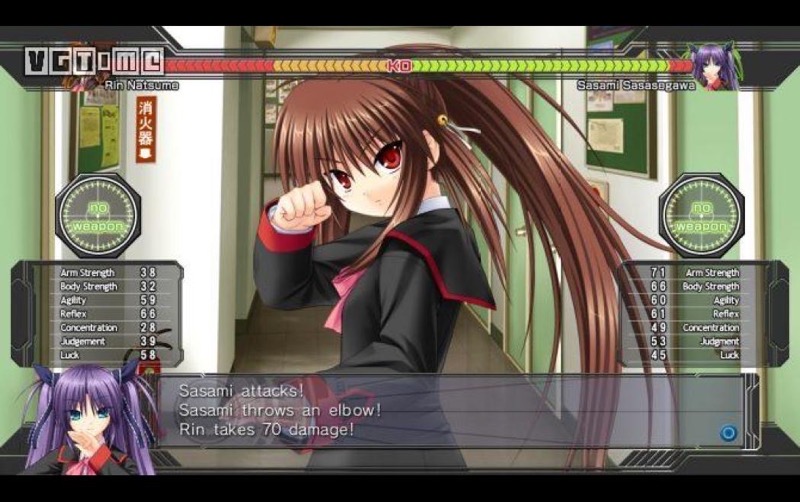 VGTIME
KO
Rin Natsume
Sasami Sasasegawa
消火器
no
weapon
no
weapon
Arm Strength 38
Body Strength 32
Agility 59
Reflex 66
Concentration 28
Judgement 39
Luck 58
71 Arm Strength
66 Body Strength
60 Agility
61 Reflex
49 Concentration
53 Judgment
45 Luck
Sasami attacks!
Sasami throws an elbow!
Rin takes 70 damage!